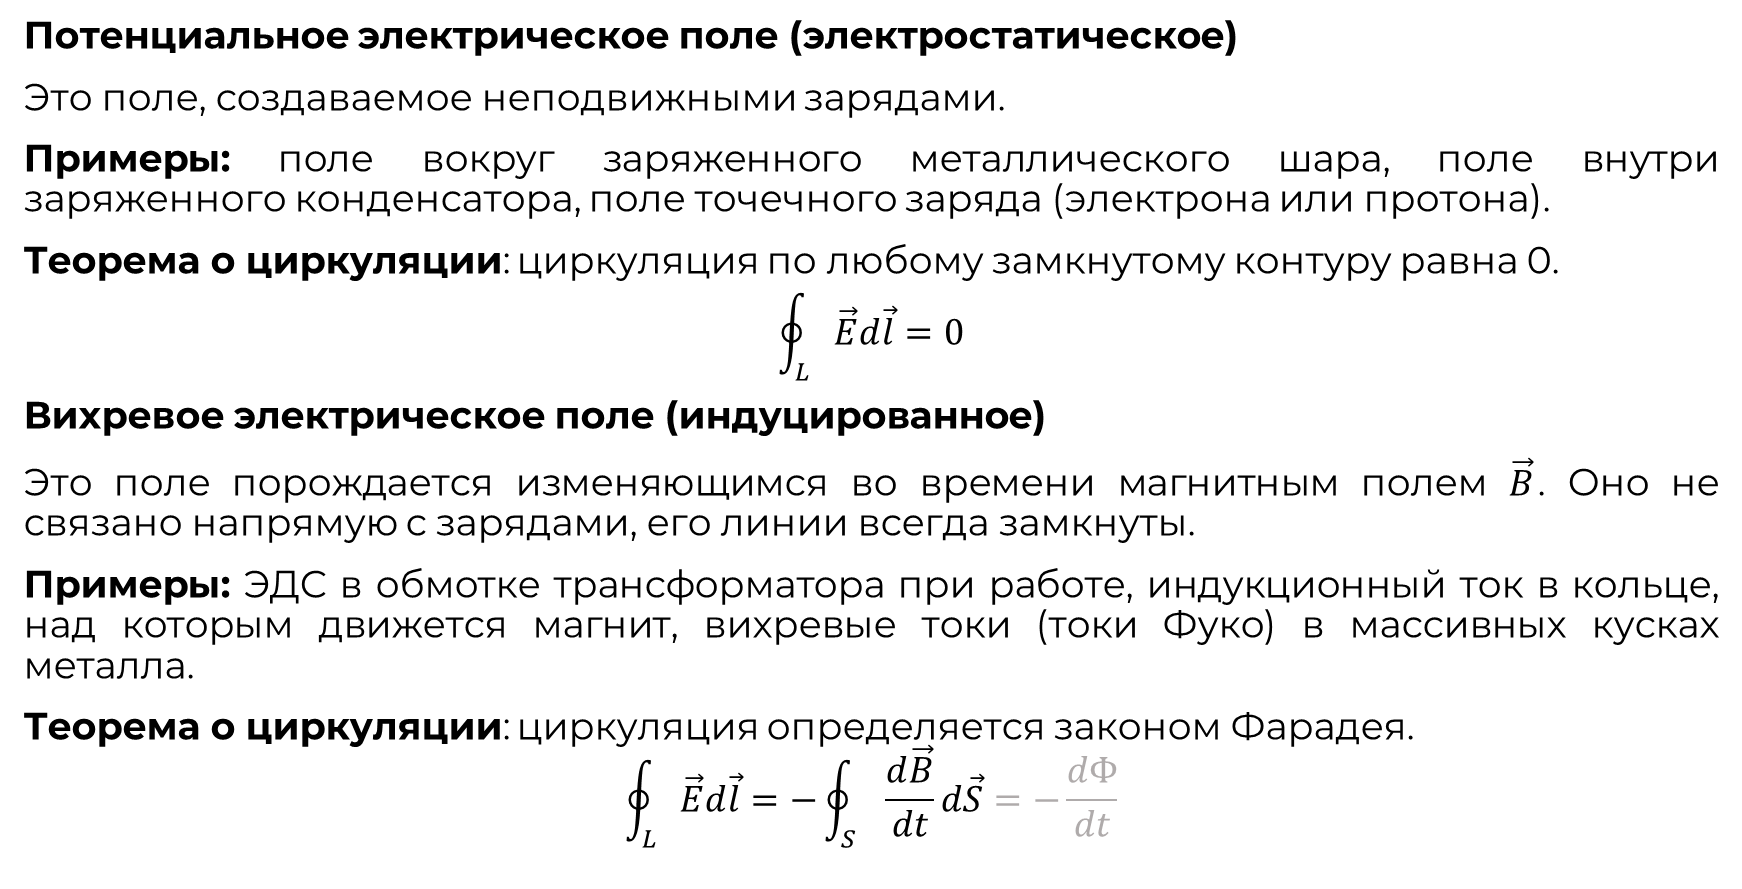 Потенциальное электрическое поле (электростатическое)
Это поле, создаваемое неподвижными зарядами.
Примеры: поле вокруг заряженного металлического шара, поле внутри
заряженного конденсатора, поле точечного заряда (электрона или протона).
Теорема о циркуляции: циркуляция по любому замкнутому контуру равна 0.
∮_L E⃗dl⃗ = 0
Вихревое электрическое поле (индуцированное)
Это поле порождается изменяющимся во времени магнитным полем B⃗. Оно не
связано напрямую с зарядами, его линии всегда замкнуты.
Примеры: ЭДС в обмотке трансформатора при работе, индукционный ток в кольце,
над которым движется магнит, вихревые токи (токи Фуко) в массивных кусках
металла.
Теорема о циркуляции: циркуляция определяется законом Фарадея.
∮_L E⃗dl⃗ = −∮_S dB⃗/dt dS⃗ = −dΦ/dt